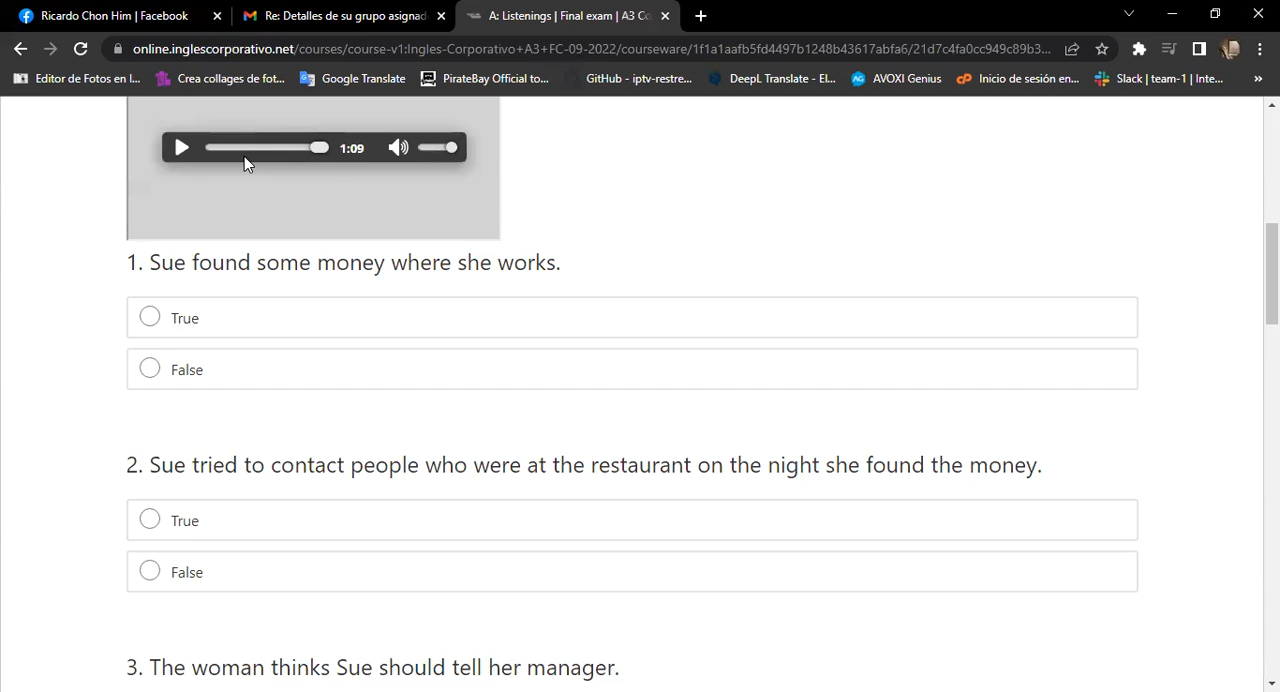 Ricardo Chon Him | Facebook
Re: Detalles de su grupo asignad
A: Listenings | Final exam | A3 Co
online.inglescorporativo.net/courses/course-v1:Ingles-Corporativo+A3+FC-09-2022/courseware/1f1a1aafb5fd4497b1248b43617abfa6/21d7c4fa0cc949c89b3...
Editor de Fotos en l...
Crea collages de fot...
Google Translate
PirateBay Official to...
GitHub - iptv-restre...
DeepL Translate - El...
AVOXI Genius
Inicio de sesión en...
Slack | team-1 | Inte...
»
1:09
1. Sue found some money where she works.
True
False
2. Sue tried to contact people who were at the restaurant on the night she found the money.
True
False
3. The woman thinks Sue should tell her manager.